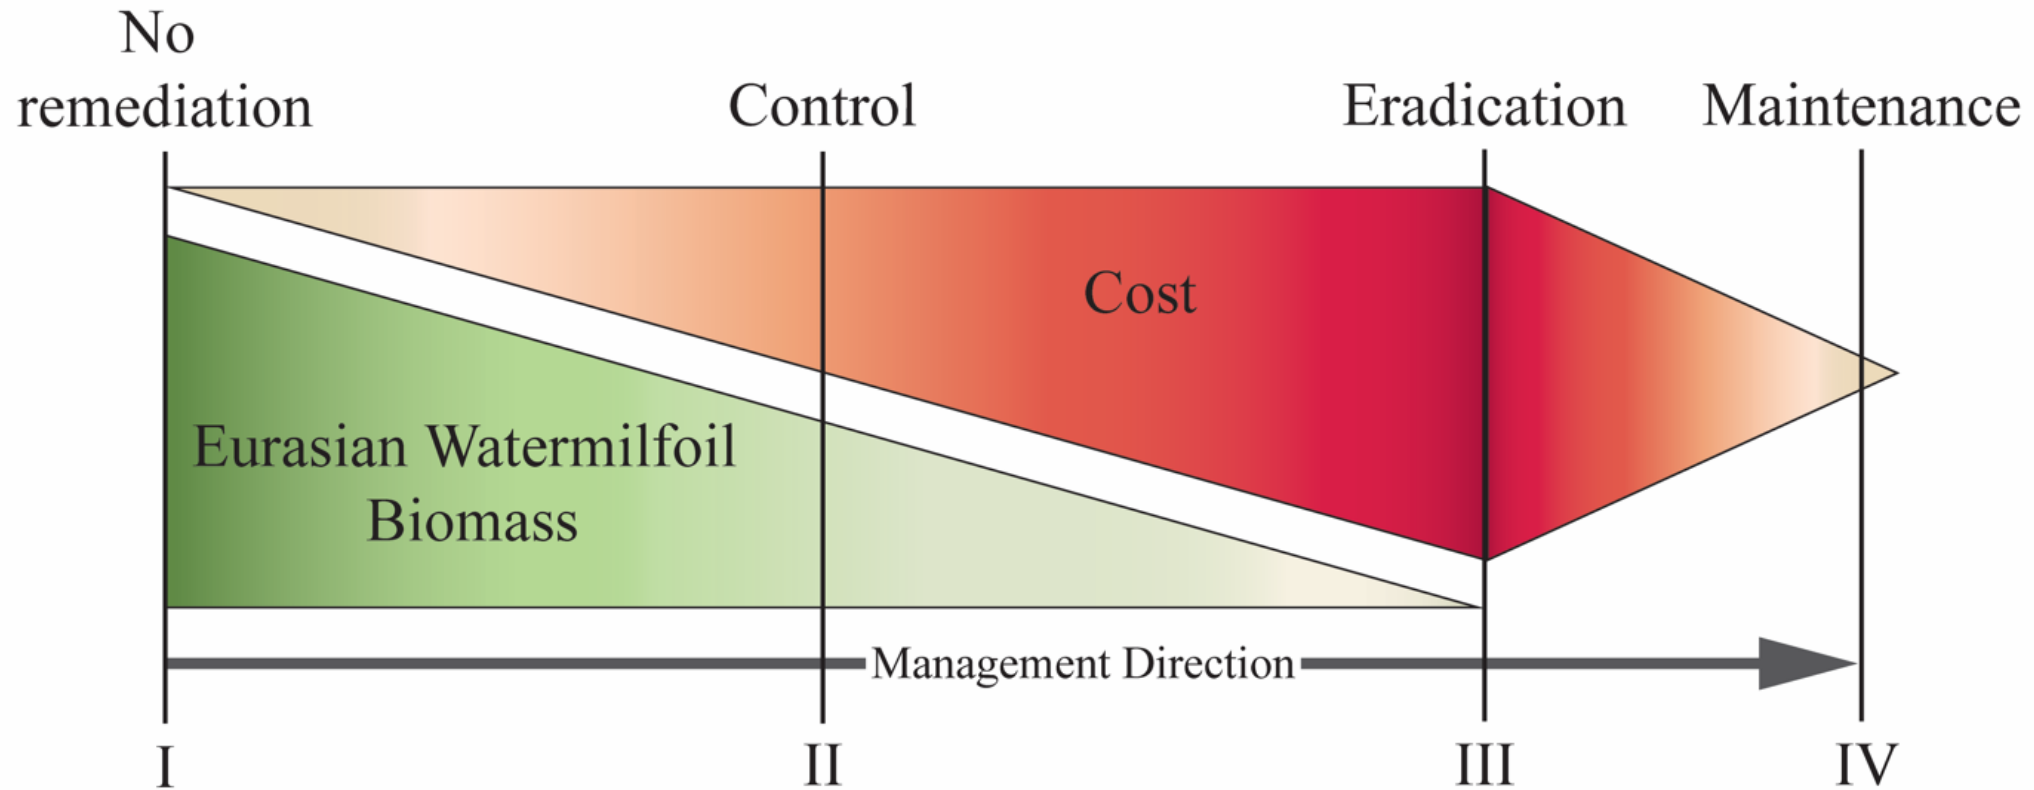 No
remediation
Control
Eradication
Maintenance
Cost
Eurasian Watermilfoil
Biomass
Management Direction
I
II
III
IV